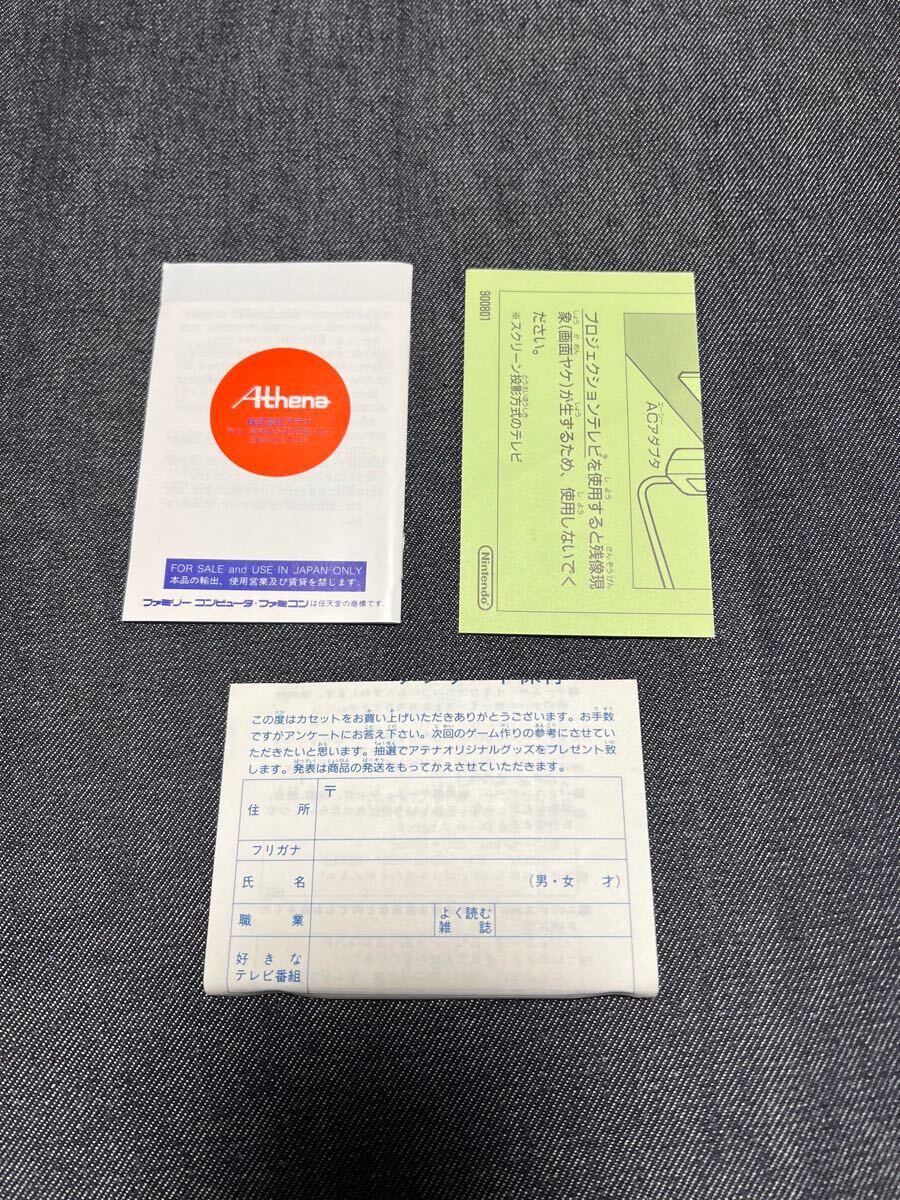 Athena
株式会社アテナ
FOR SALE and USE IN JAPAN ONLY
本品の輸出、使用営業及び賃貸を禁じます。
ファミリー コンピュータ・ファミコンは任天堂の商標です。
900801
プロジェクションテレビ※を使用すると残像現
象(画面ヤケ)が生ずるため、使用しないでく
ださい。
※スクリーン投影方式のテレビ
エーシー
ACアダプタ
Nintendo
この度はカセットをお買い上げいただきありがとうございます。お手数
ですがアンケートにお答え下さい。次回のゲーム作りの参考にさせてい
ただきたいと思います。抽選でアテナオリジナルグッズをプレゼント致
します。発表は商品の発送をもってかえさせていただきます。
住所
〒
フリガナ
氏名
(男・女 才)
職業
よく読む
雑誌
好きな
テレビ番組